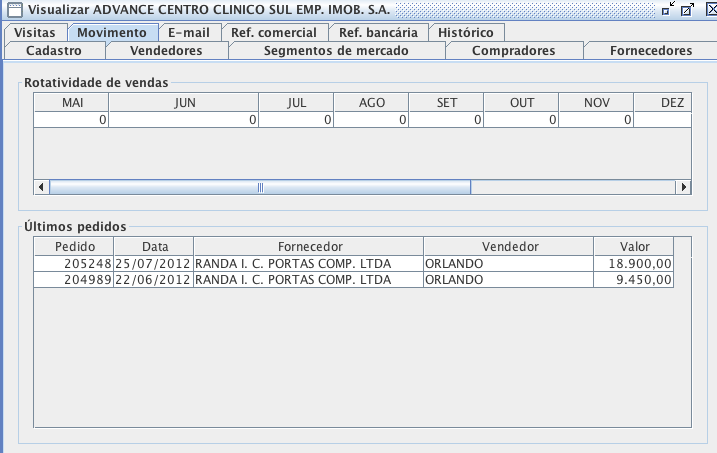 Visualizar ADVANCE CENTRO CLINICO SUL EMP. IMOB. S.A.
Visitas Movimento E-mail Ref. comercial Ref. bancária Histórico
Cadastro Vendedores Segmentos de mercado Compradores Fornecedores
Rotatividade de vendas
MAI JUN JUL AGO SET OUT NOV DEZ
0 0 0 0 0 0 0
Últimos pedidos
Pedido Data Fornecedor Vendedor Valor
205248 25/07/2012 RANDA I. C. PORTAS COMP. LTDA ORLANDO 18.900,00
204989 22/06/2012 RANDA I. C. PORTAS COMP. LTDA ORLANDO 9.450,00